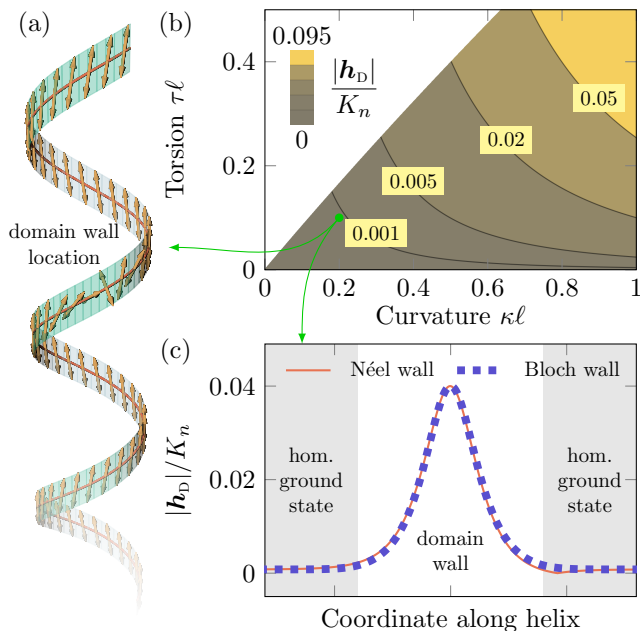 (a)
domain wall
location
(b)
Torsion τℓ
0.4
0.2
0
0.095
0
|h_D|
K_n
0.05
0.02
0.005
0.001
0 0.2 0.4 0.6 0.8 1
Curvature κℓ
(c)
|h_D|/K_n
0.04
0.02
0
Néel wall Bloch wall
hom.
ground
state
domain
wall
hom.
ground
state
Coordinate along helix